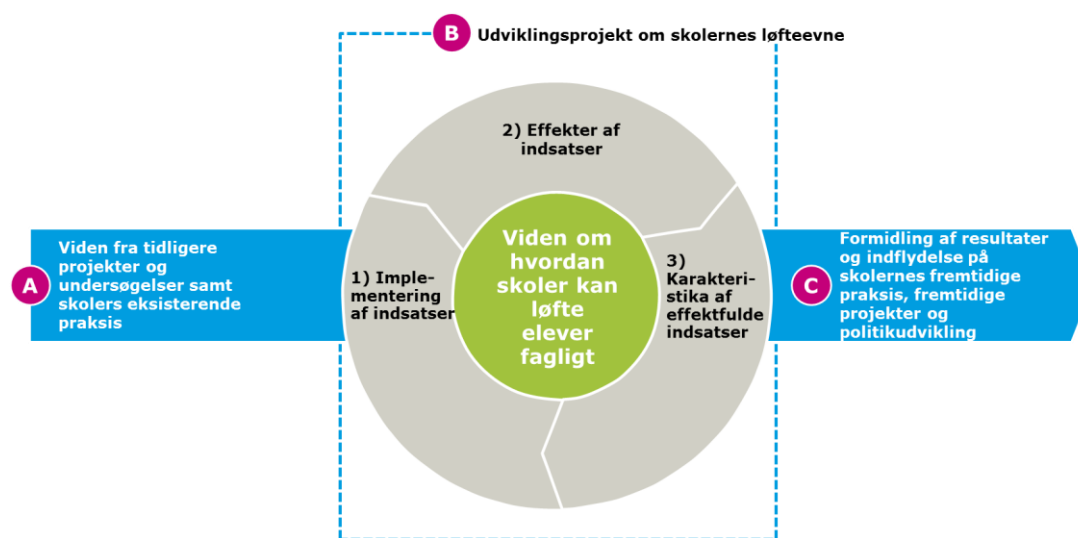 B
Udviklingsprojekt om skolernes løfteevne
2) Effekter af
indsatser
A
Viden fra tidligere
projekter og
undersøgelser samt
skolers eksisterende
praksis
1) Imple-
mentering
af indsatser
Viden om
hvordan
skoler kan
løfte
elever
fagligt
3)
Karakteri-
stika af
effektfulde
indsatser
C
Formidling af resultater
og indflydelse på
skolernes fremtidige
praksis, fremtidige
projekter og
politikudvikling